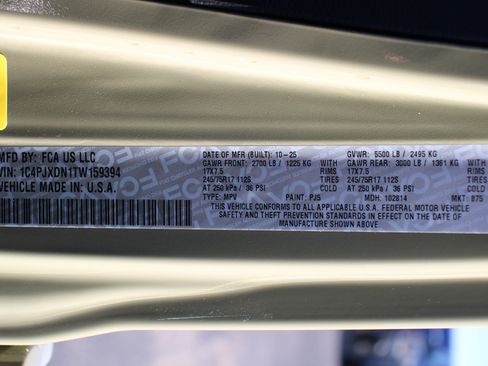 MFD BY: FCA US LLC
VIN: 1C4PJXDN1TW159394
VEHICLE MADE IN: U.S.A.
DATE OF MFR (BUILT): 10-25 GVWR: 5500 LB / 2495 KG
GAWR FRONT: 2700 LB / 1225 KG WITH GAWR REAR: 3000 LB / 1361 KG WITH
17X7.5 RIMS 17X7.5 RIMS
245/75R17 112S TIRES 245/75R17 112S TIRES
AT 250 kPa / 36 PSI AT 250 kPa / 36 PSI
TYPE: MPV PAINT: PJ5 MDH: 102814 MKT: 875
THIS VEHICLE CONFORMS TO ALL APPLICABLE U.S.A. FEDERAL MOTOR VEHICLE
SAFETY AND THEFT PREVENTION STANDARDS IN EFFECT ON THE DATE OF
MANUFACTURE SHOWN ABOVE.